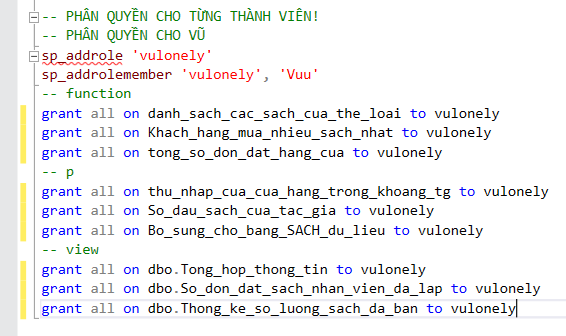 -- PHÂN QUYỀN CHO TỪNG THÀNH VIÊN!
-- PHÂN QUYỀN CHO VŨ
sp_addrole 'vulonely'
sp_addrolemember 'vulonely', 'Vuu'
-- function
grant all on danh_sach_cac_sach_cua_the_loai to vulonely
grant all on Khach_hang_mua_nhieu_sach_nhat to vulonely
grant all on tong_so_don_dat_hang_cua to vulonely
-- p
grant all on thu_nhap_cua_cua_hang_trong_khoang_tg to vulonely
grant all on So_dau_sach_cua_tac_gia to vulonely
grant all on Bo_sung_cho_bang_SACH_du_lieu to vulonely
-- view
grant all on dbo.Tong_hop_thong_tin to vulonely
grant all on dbo.So_don_dat_sach_nhan_vien_da_lap to vulonely
grant all on dbo.Thong_ke_so_luong_sach_da_ban to vulonely